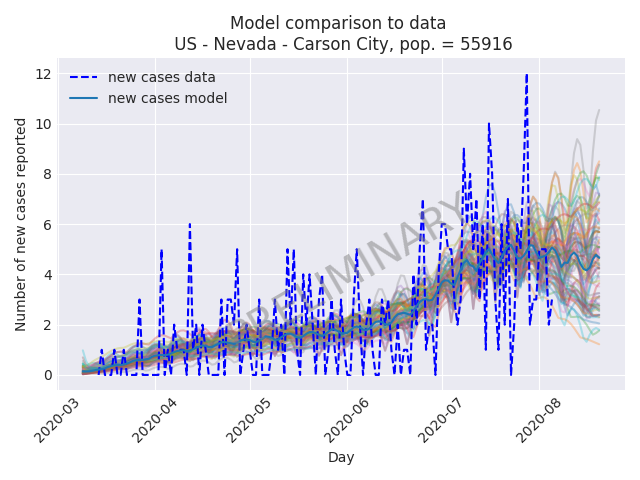 Model comparison to data
US - Nevada - Carson City, pop. = 55916
new cases data
new cases model
PRELIMINARY
Number of new cases reported
12
10
8
6
4
2
0
2020-03
2020-04
2020-05
2020-06
2020-07
2020-08
Day